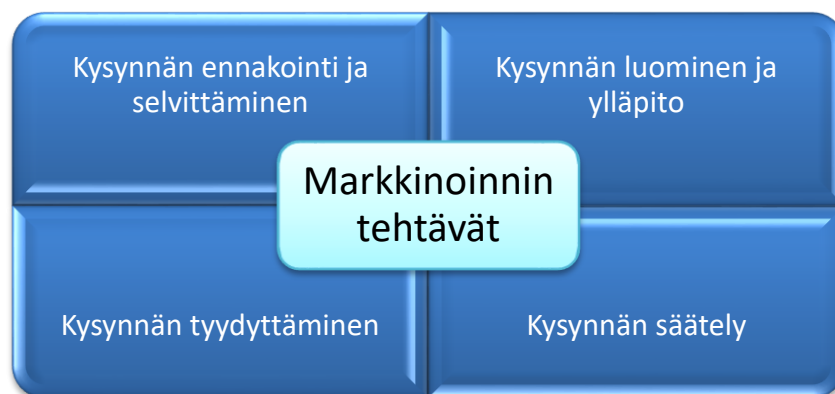 Kysynnän ennakointi ja
selvittäminen
Kysynnän luominen ja
ylläpito
Markkinoinnin
tehtävät
Kysynnän tyydyttäminen
Kysynnän säätely